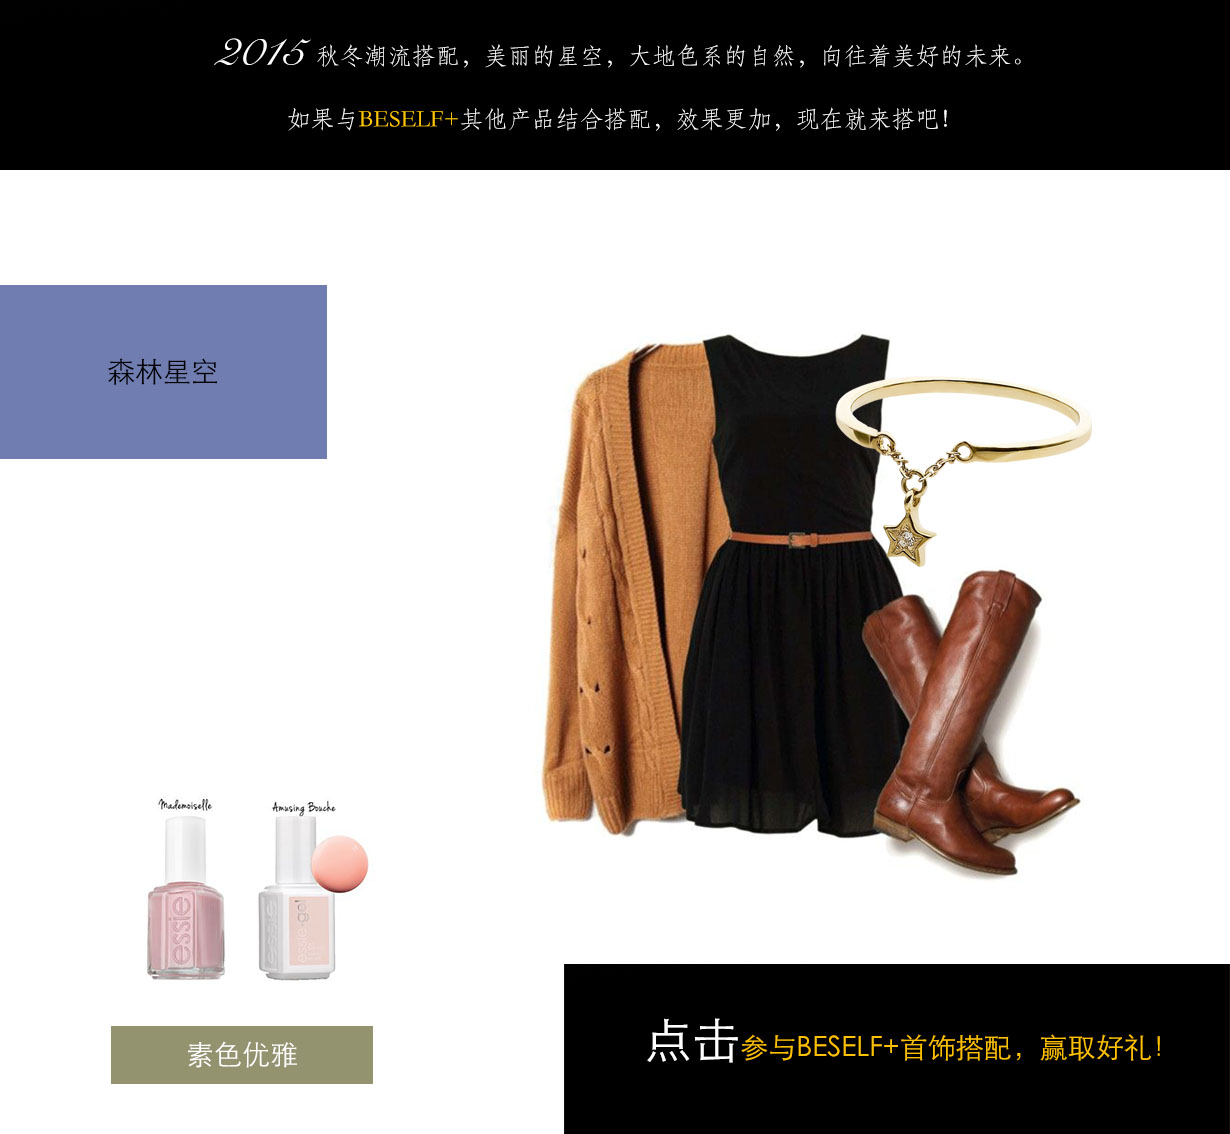 2015 秋冬潮流搭配，美丽的星空，大地色系的自然，向往着美好的未来。
如果与BESELF+其他产品结合搭配，效果更加，现在就来搭吧！
森林星空
Mademoiselle
Amusing Bouche
essie
essie
essie gel
素色优雅
点击参与BESELF+首饰搭配，赢取好礼！